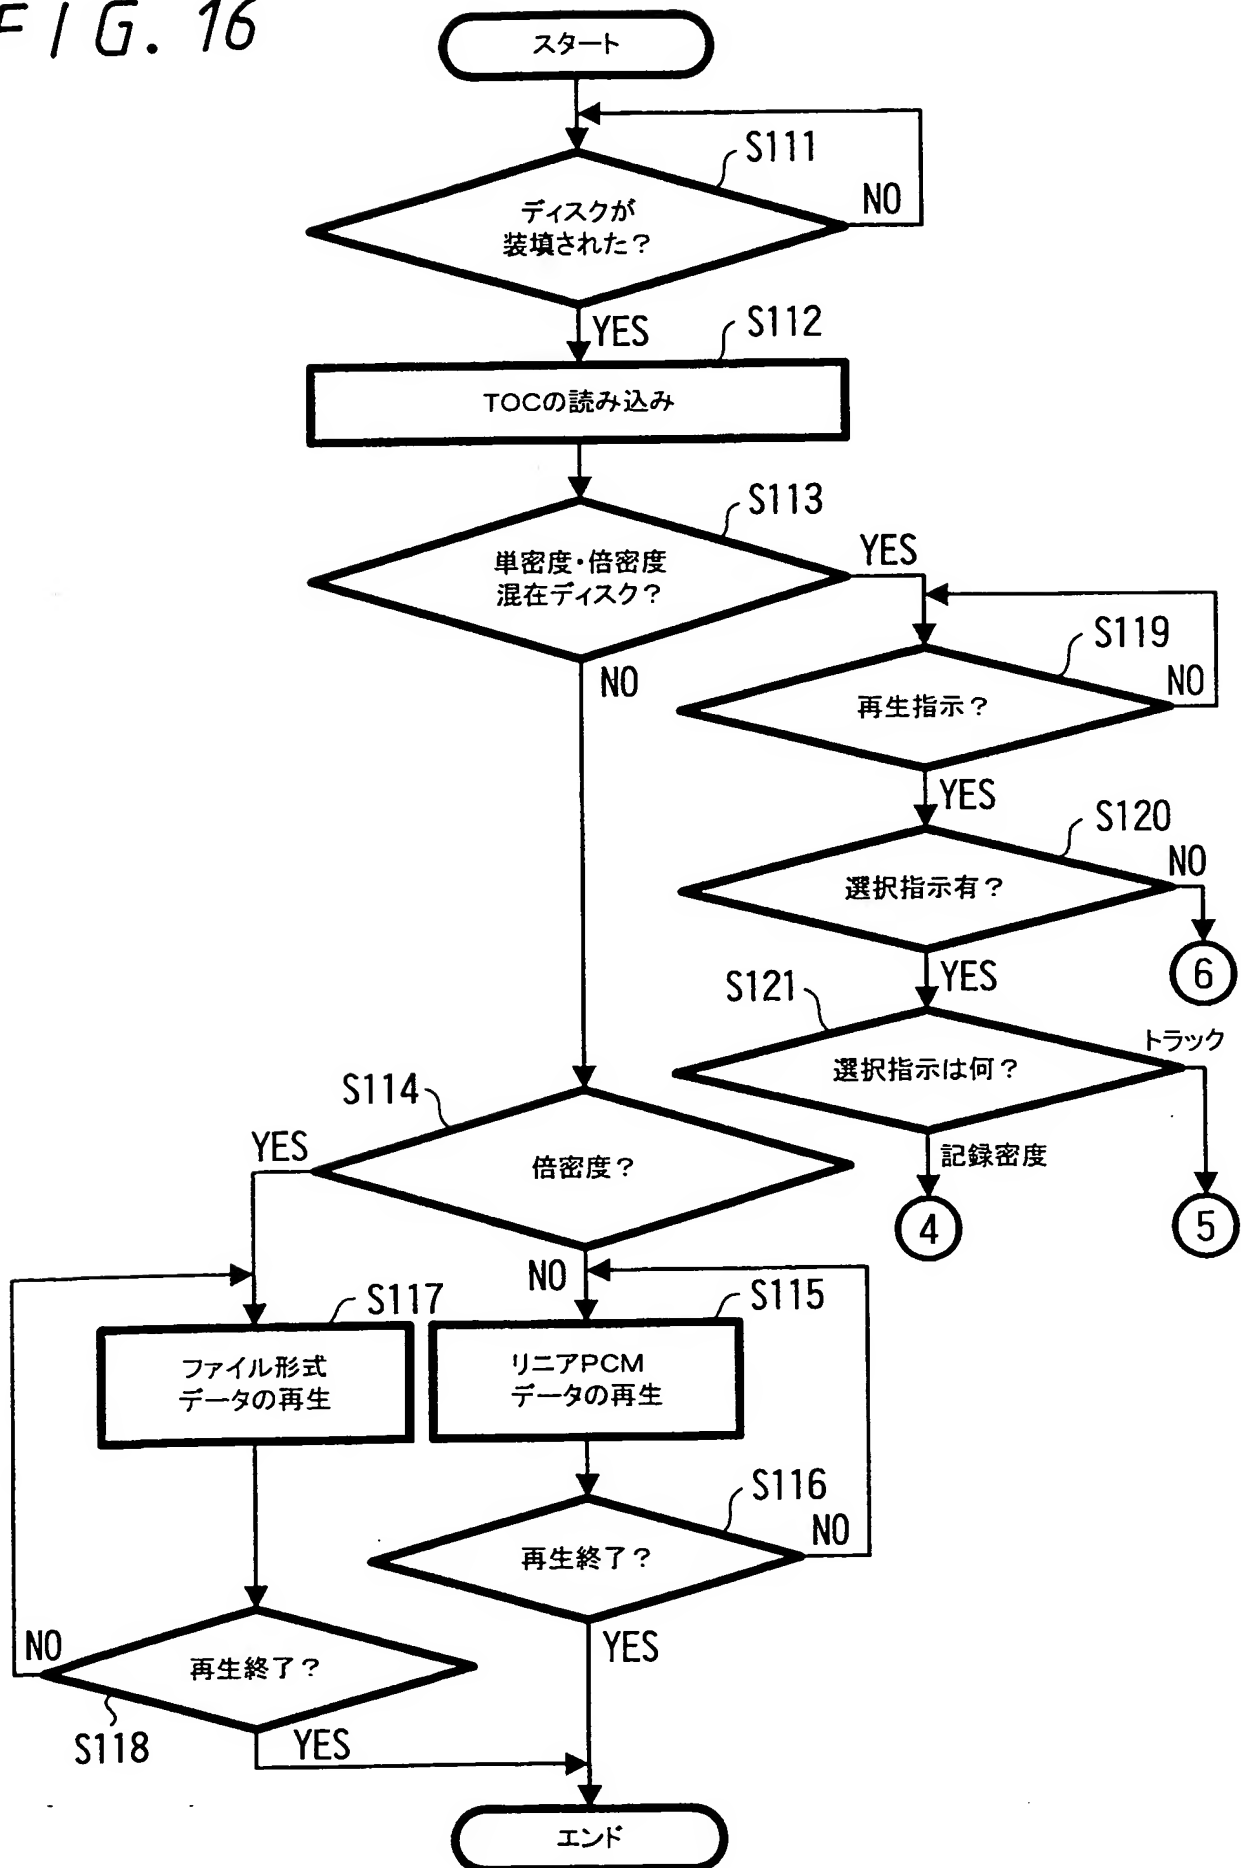 FIG. 16
スタート
S111
ディスクが
装填された?
NO
YES
S112
TOCの読み込み
S113
単密度・倍密度
混在ディスク?
YES
NO
S119
再生指示?
NO
YES
S120
選択指示有?
NO
6
YES
S121
選択指示は何?
トラック
5
記録密度
4
S114
倍密度?
YES
NO
S117
ファイル形式
データの再生
S115
リニアPCM
データの再生
S116
再生終了?
NO
YES
S118
再生終了?
NO
YES
エンド